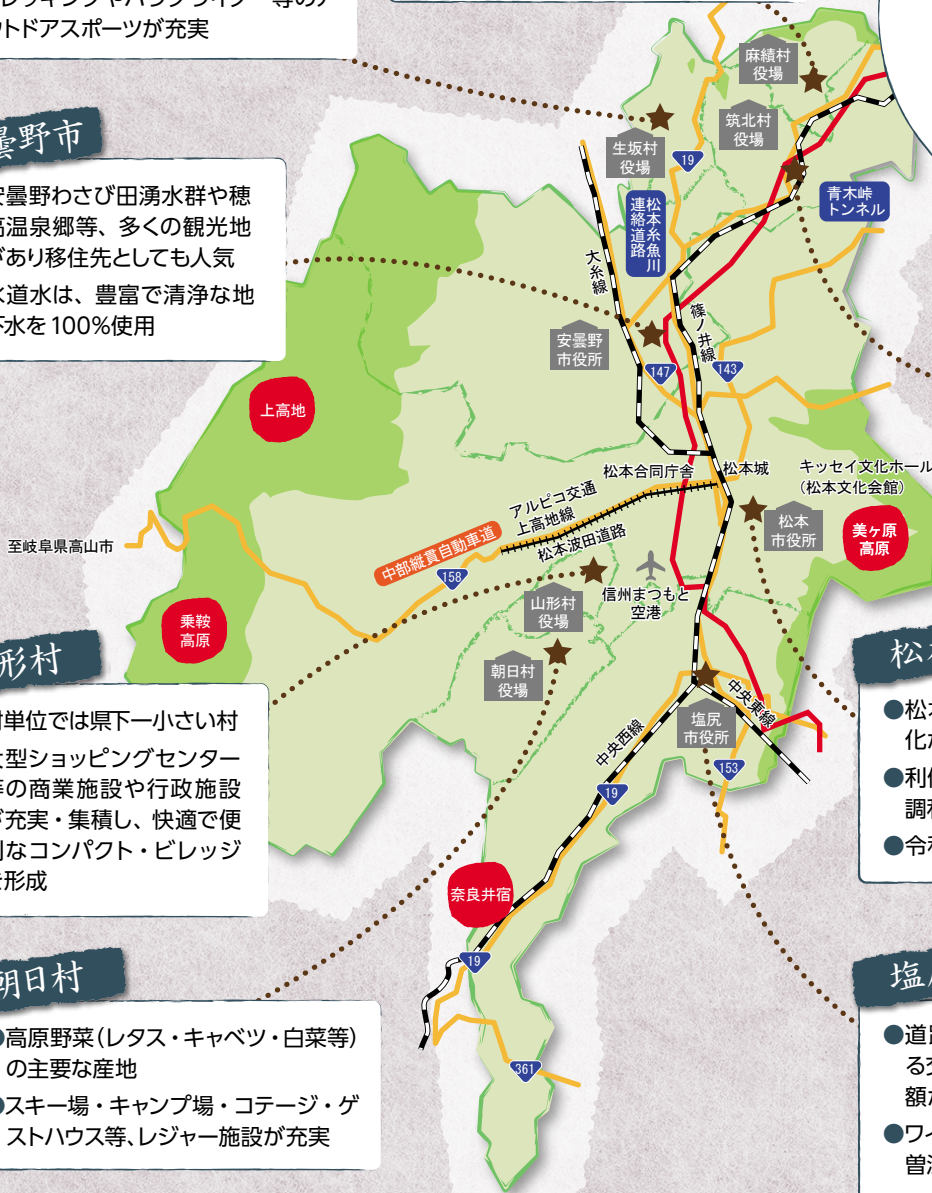 トドアスポーツが充実
曇野市
安曇野わさび田湧水群や穂
高温泉郷等、多くの観光地
があり移住先としても人気
水道水は、豊富で清浄な地
下水を100%使用
麻績村
役場
筑北村
役場
生坂村
役場
19
青木峠
トンネル
松本糸魚川
連絡道路
大糸線
篠ノ井線
安曇野
市役所
147
143
上高地
松本合同庁舎
松本城
キッセイ文化ホール
(松本文化会館)
アルピコ交通
上高地線
松本
市役所
美ヶ原
高原
至岐阜県高山市
中部縦貫自動車道
松本波田道路
158
信州まつもと
空港
山形村
役場
乗鞍
高原
朝日村
役場
塩尻
市役所
中央東線
中央西線
153
19
奈良井宿
19
361
形村
村単位では県下一小さい村
大型ショッピングセンター
等の商業施設や行政施設
が充実・集積し、快適で便
利なコンパクト・ビレッジ
を形成
朝日村
●高原野菜(レタス・キャベツ・白菜等)
の主要な産地
●スキー場・キャンプ場・コテージ・ゲ
ストハウス等、レジャー施設が充実
松
●松
化
●利
調
●令
塩
●道
る
額
●ワ
曽